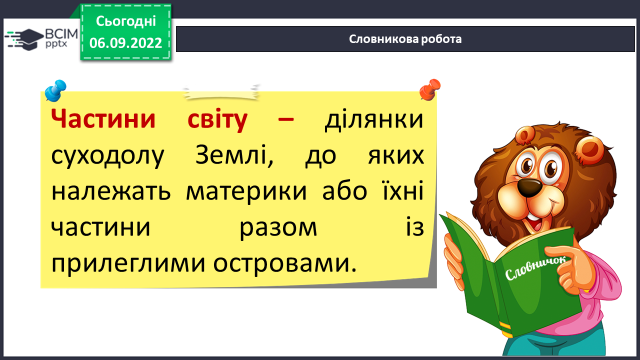 Сьогодні
06.09.2022
ВСІМ
pptx
Словникова робота
Частини світу – ділянки
суходолу Землі, до яких
належать материки або їхні
частини разом із
прилеглими островами.
Словничок